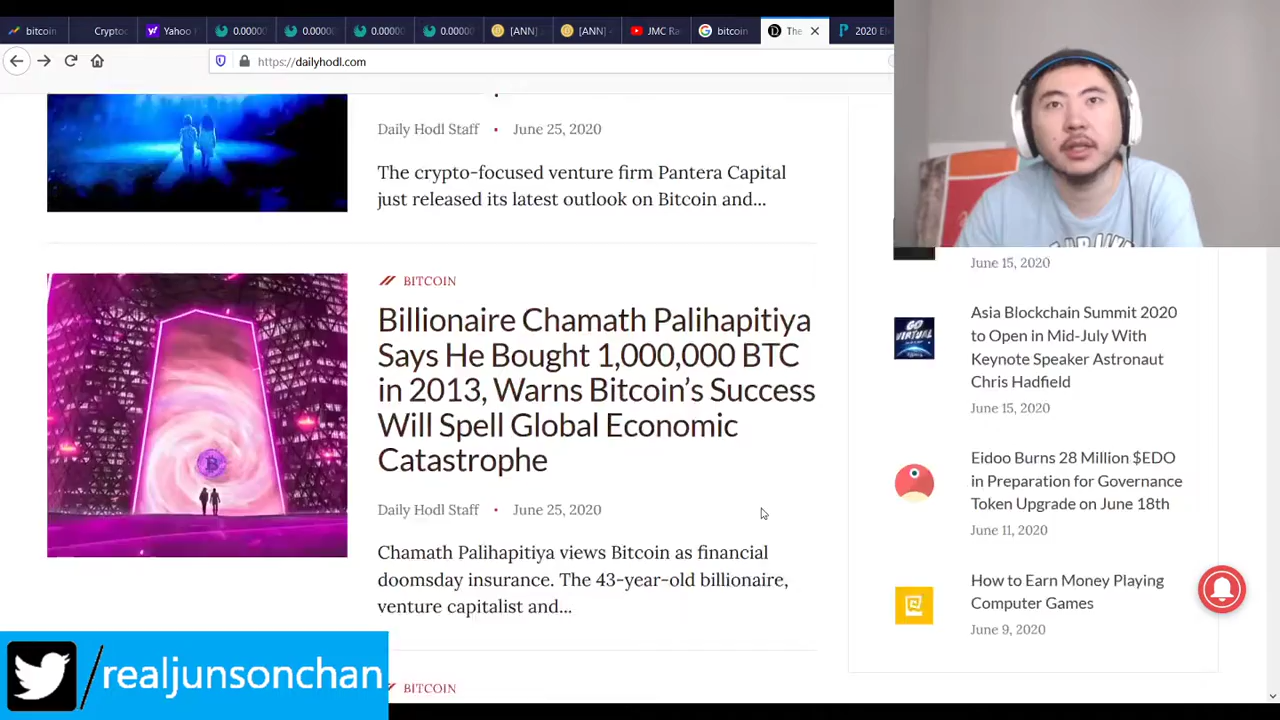 bitcoin
Crypto
Yahoo
0.0000
0.0000
0.0000
0.0000
[ANN]
[ANN]
JMC Ra
bitcoin
The
2020 E
https://dailyhodl.com
Daily Hodl Staff • June 25, 2020
The crypto-focused venture firm Pantera Capital
just released its latest outlook on Bitcoin and...
BITCOIN
Billionaire Chamath Palihapitiya
Says He Bought 1,000,000 BTC
in 2013, Warns Bitcoin’s Success
Will Spell Global Economic
Catastrophe
Daily Hodl Staff • June 25, 2020
Chamath Palihapitiya views Bitcoin as financial
doomsday insurance. The 43-year-old billionaire,
venture capitalist and...
BITCOIN
June 15, 2020
GO
VIRTUAL
Asia Blockchain Summit 2020
to Open in Mid-July With
Keynote Speaker Astronaut
Chris Hadfield
June 15, 2020
Eidoo Burns 28 Million $EDO
in Preparation for Governance
Token Upgrade on June 18th
June 11, 2020
How to Earn Money Playing
Computer Games
June 9, 2020
/realjunsonchan